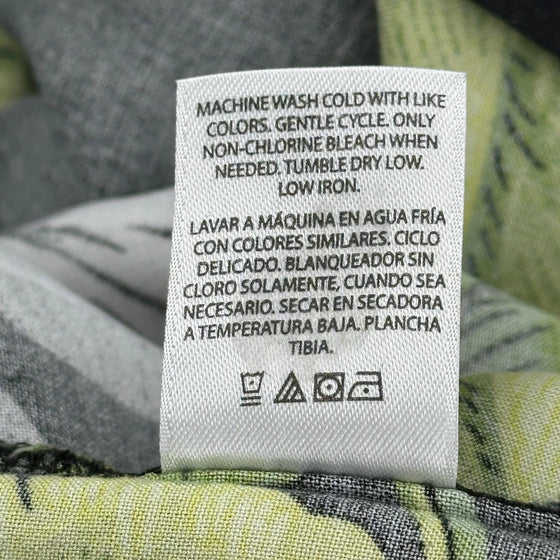 MACHINE WASH COLD WITH LIKE
COLORS. GENTLE CYCLE. ONLY
NON-CHLORINE BLEACH WHEN
NEEDED. TUMBLE DRY LOW.
LOW IRON.
LAVAR A MÁQUINA EN AGUA FRÍA
CON COLORES SIMILARES. CICLO
DELICADO. BLANQUEADOR SIN
CLORO SOLAMENTE, CUANDO SEA
NECESARIO. SECAR EN SECADORA
A TEMPERATURA BAJA. PLANCHA
TIBIA.